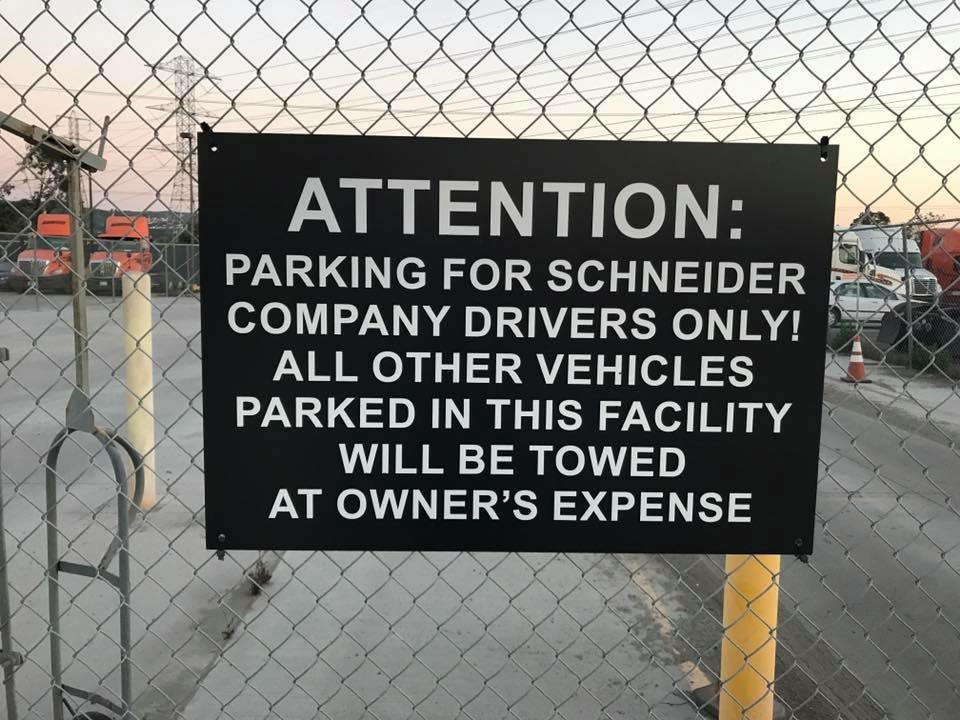 ATTENTION:
PARKING FOR SCHNEIDER
COMPANY DRIVERS ONLY!
ALL OTHER VEHICLES
PARKED IN THIS FACILITY
WILL BE TOWED
AT OWNER'S EXPENSE